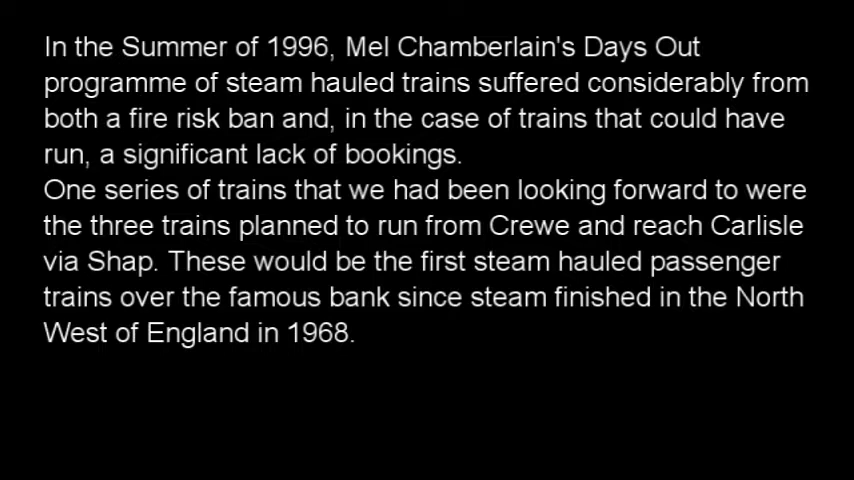 In the Summer of 1996, Mel Chamberlain's Days Out
programme of steam hauled trains suffered considerably from
both a fire risk ban and, in the case of trains that could have
run, a significant lack of bookings.
One series of trains that we had been looking forward to were
the three trains planned to run from Crewe and reach Carlisle
via Shap. These would be the first steam hauled passenger
trains over the famous bank since steam finished in the North
West of England in 1968.